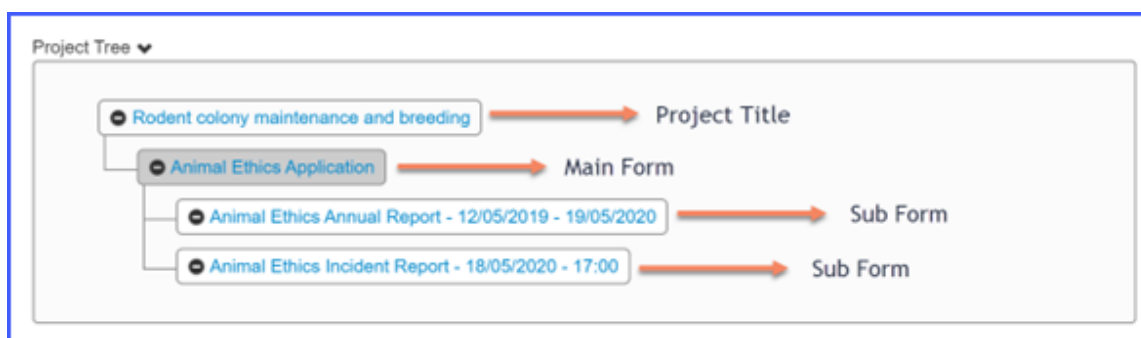 Project Tree
Rodent colony maintenance and breeding Project Title
Animal Ethics Application Main Form
Animal Ethics Annual Report - 12/05/2019 - 19/05/2020 Sub Form
Animal Ethics Incident Report - 18/05/2020 - 17:00 Sub Form